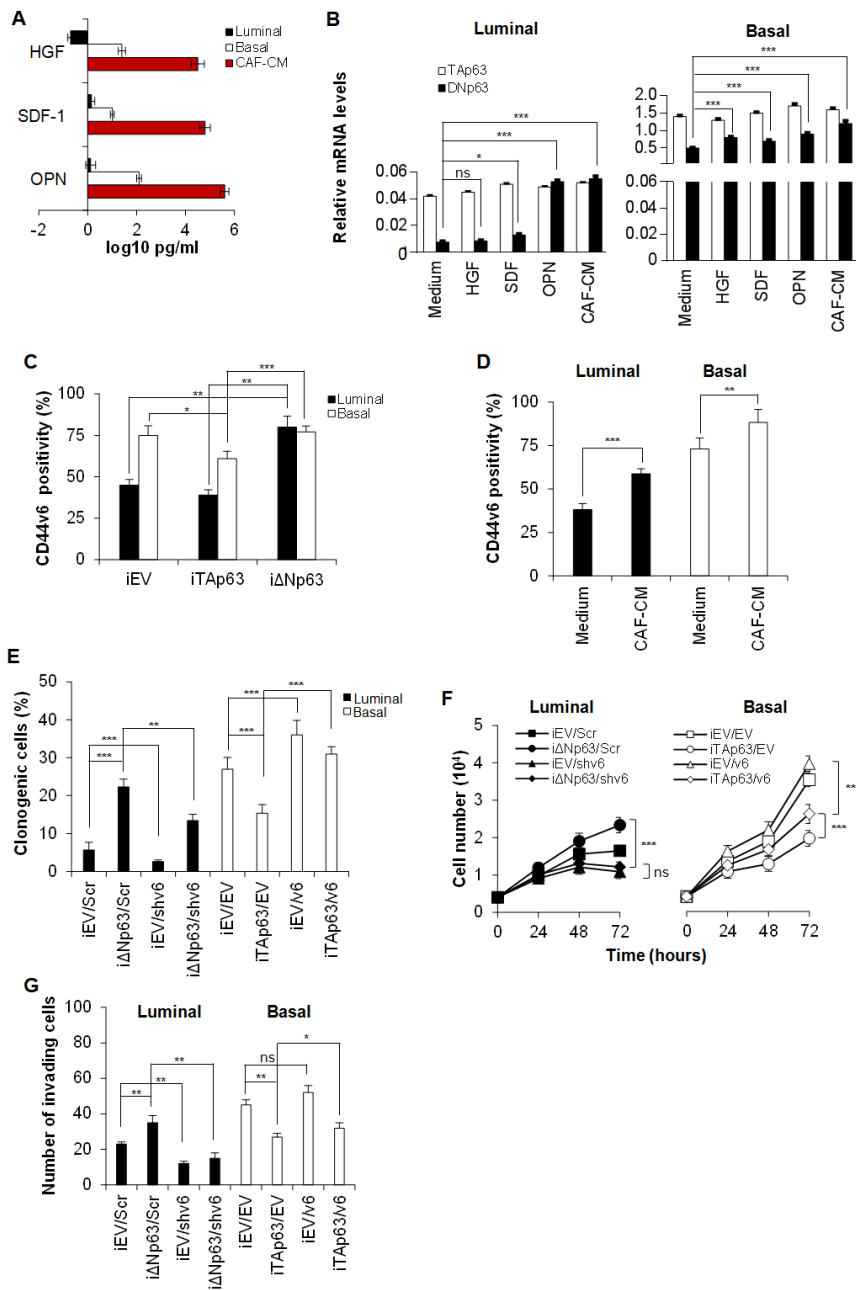 A
Luminal
Basal
CAF-CM
HGF
SDF-1
OPN
-2 0 2 4 6
log10 pg/ml
B
Luminal
Basal
TAp63
DNp63
Relative mRNA levels
0.06
0.04
0.02
0
ns
*
***
***
Medium
HGF
SDF
OPN
CAF-CM
2.0
1.5
1.0
0.5
0.06
0.04
0.02
0
***
***
***
***
Medium
HGF
SDF
OPN
CAF-CM
C
CD44v6 positivity (%)
100
75
50
25
0
***
**
**
*
Luminal
Basal
iEV
iTAp63
iΔNp63
D
Luminal
Basal
CD44v6 positivity (%)
100
75
50
25
0
***
**
Medium
CAF-CM
Medium
CAF-CM
E
Clonogenic cells (%)
50
40
30
20
10
0
***
***
**
***
***
***
Luminal
Basal
iEV/Scr
iΔNp63/Scr
iEV/shv6
iΔNp63/shv6
iEV/EV
iTAp63/EV
iEV/v6
iTAp63/v6
F
Luminal
Basal
iEV/Scr
iΔNp63/Scr
iEV/shv6
iΔNp63/shv6
iEV/EV
iTAp63/EV
iEV/v6
iTAp63/v6
Cell number (10⁴)
5
4
3
2
1
0
***
ns
**
***
0 24 48 72
0 24 48 72
Time (hours)
G
Luminal
Basal
Number of invading cells
100
80
60
40
20
0
**
**
**
ns
**
*
iEV/Scr
iΔNp63/Scr
iEV/shv6
iΔNp63/shv6
iEV/EV
iTAp63/EV
iEV/v6
iTAp63/v6